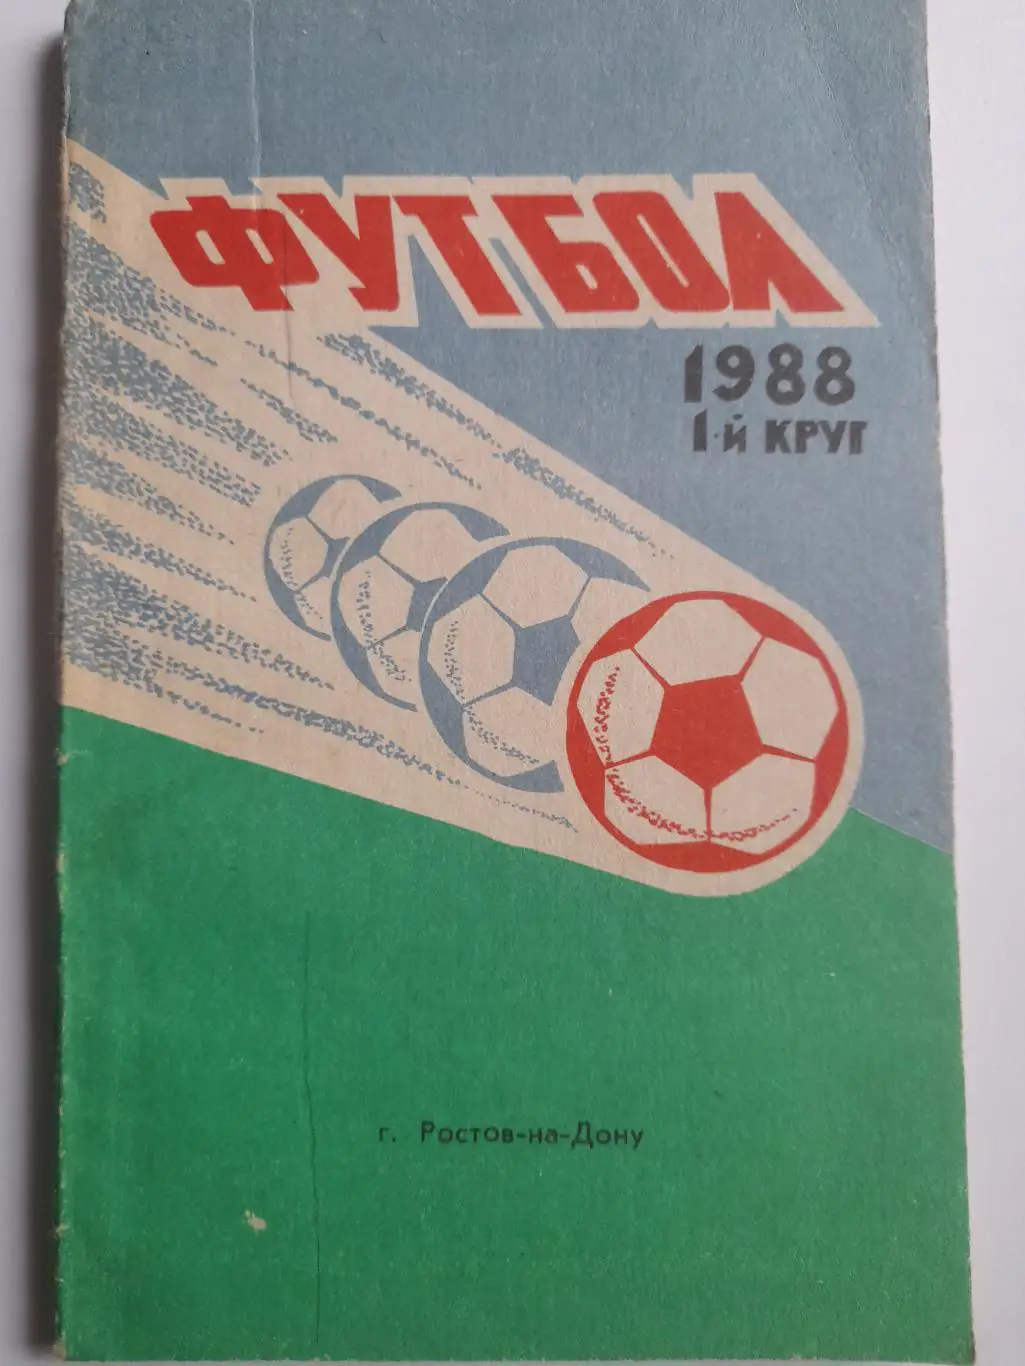 ФУТБОЛ
1988
1-й КРУГ
г. Ростов-на-Дону